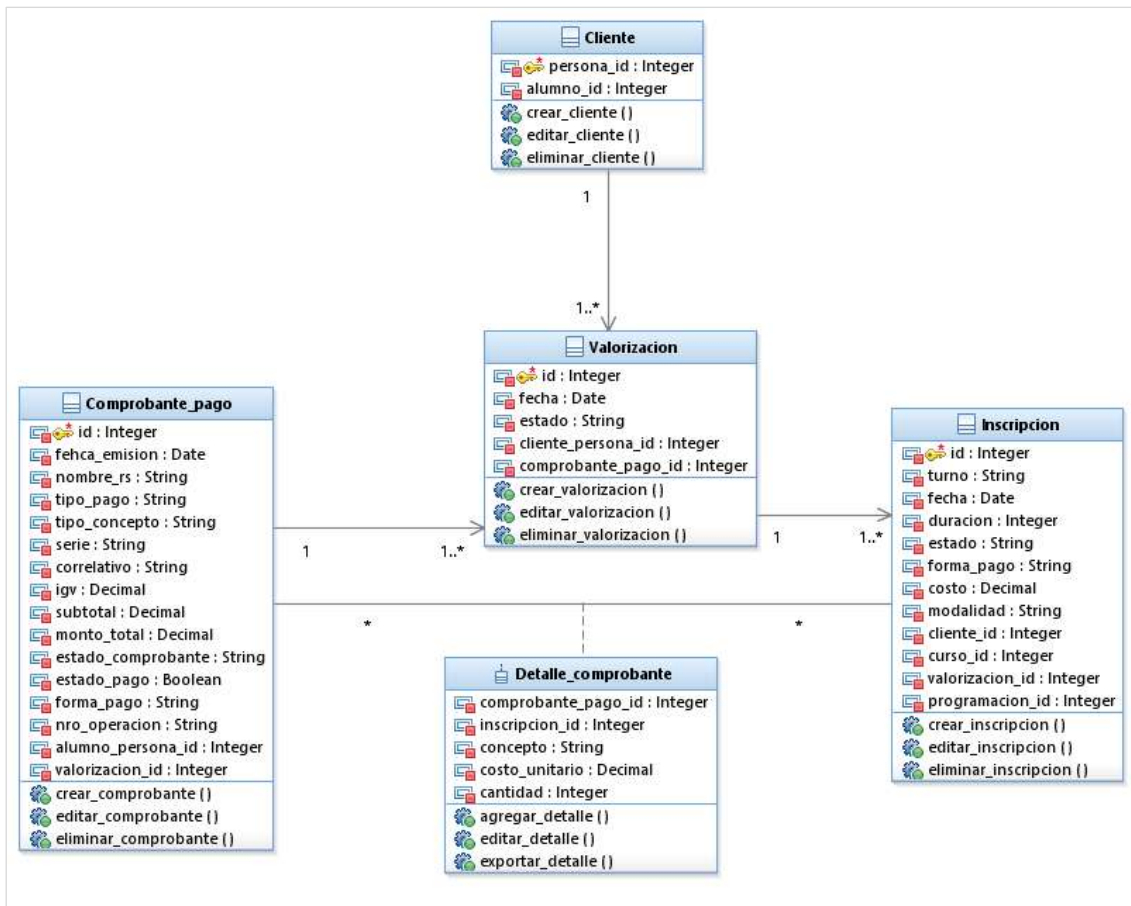 Cliente
persona_id : Integer
alumno_id : Integer
crear_cliente ()
editar_cliente ()
eliminar_cliente ()
1
1..*
Valorizacion
id : Integer
fecha : Date
estado : String
cliente_persona_id : Integer
comprobante_pago_id : Integer
crear_valorizacion ()
editar_valorizacion ()
eliminar_valorizacion ()
Comprobante_pago
id : Integer
fehca_emision : Date
nombre_rs : String
tipo_pago : String
tipo_concepto : String
serie : String
correlativo : String
igv : Decimal
subtotal : Decimal
monto_total : Decimal
estado_comprobante : String
estado_pago : Boolean
forma_pago : String
nro_operacion : String
alumno_persona_id : Integer
valorizacion_id : Integer
crear_comprobante ()
editar_comprobante ()
eliminar_comprobante ()
1
1..*
1
1..*
*
*
Inscripcion
id : Integer
turno : String
fecha : Date
duracion : Integer
estado : String
forma_pago : String
costo : Decimal
modalidad : String
cliente_id : Integer
curso_id : Integer
valorizacion_id : Integer
programacion_id : Integer
crear_inscripcion ()
editar_inscripcion ()
eliminar_inscripcion ()
Detalle_comprobante
comprobante_pago_id : Integer
inscripcion_id : Integer
concepto : String
costo_unitario : Decimal
cantidad : Integer
agregar_detalle ()
editar_detalle ()
exportar_detalle ()